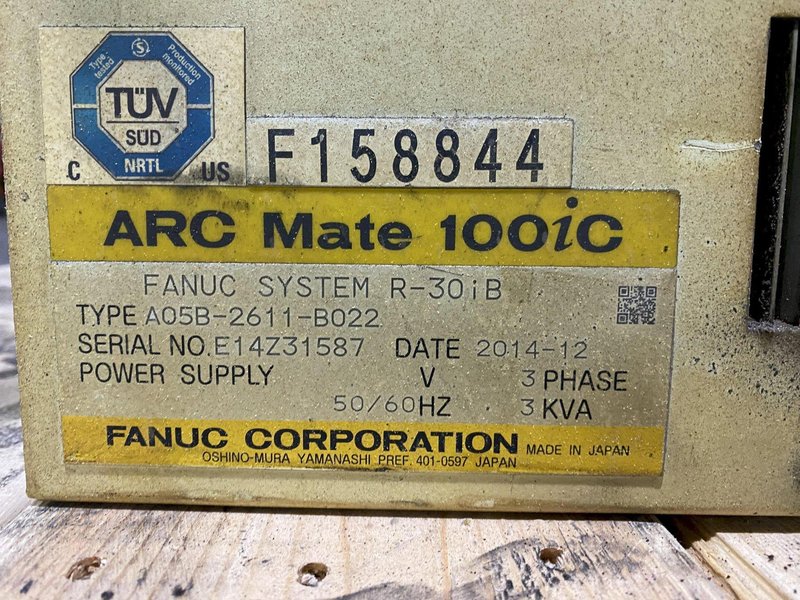 Type tested
Production monitored
TÜV
SÜD
NRTL
C US
F158844
ARC Mate 100iC
FANUC SYSTEM R-30iB
TYPE A05B-2611-B022
SERIAL NO. E14Z31587 DATE 2014-12
POWER SUPPLY V 3 PHASE
50/60HZ 3 KVA
FANUC CORPORATION MADE IN JAPAN
OSHINO-MURA YAMANASHI PREF. 401-0597 JAPAN